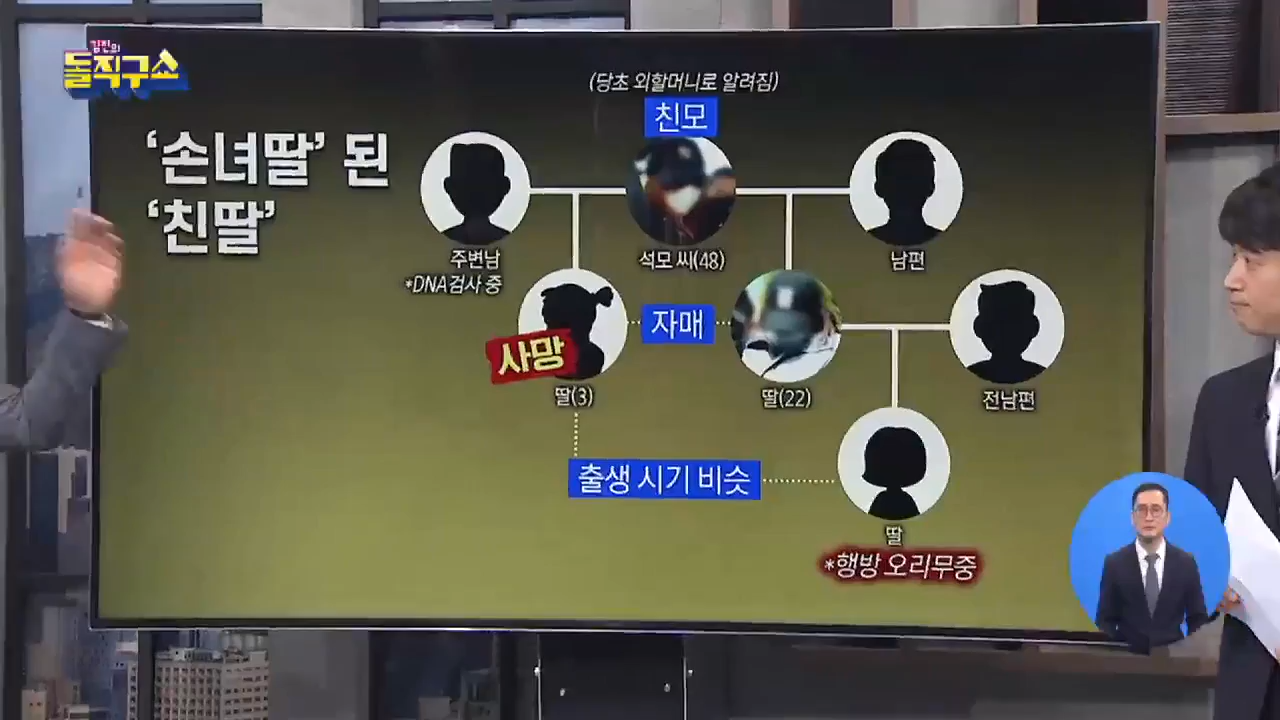 김진의
돌직구쇼
(당초 외할머니로 알려짐)
친모
‘손녀딸’ 된
‘친딸’
주변남
*DNA검사 중
석모 씨(48)
남편
사망
자매
딸(3)
딸(22)
전남편
출생 시기 비슷
딸
*행방 오리무중